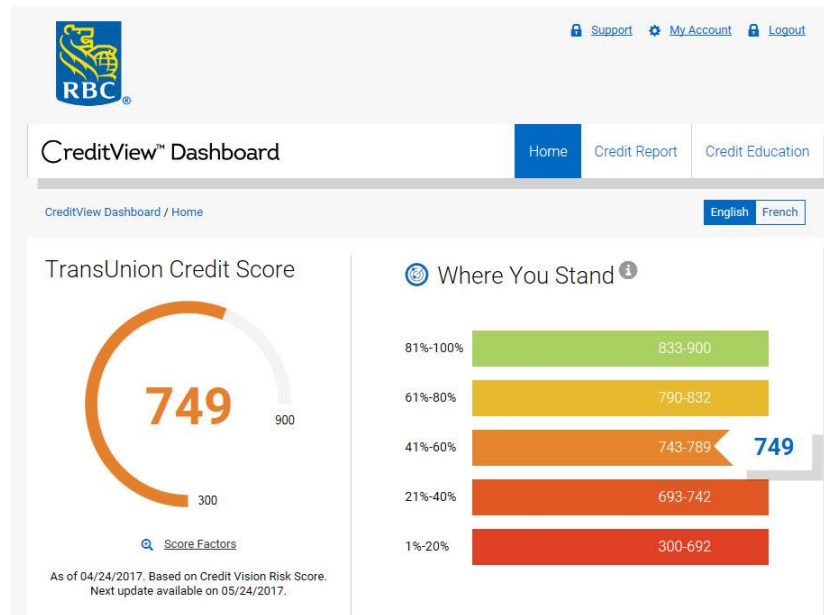 Support My Account Logout
RBC®
CreditView™ Dashboard
Home Credit Report Credit Education
CreditView Dashboard / Home
English French
TransUnion Credit Score
749
900
300
Score Factors
As of 04/24/2017. Based on Credit Vision Risk Score.
Next update available on 05/24/2017.
Where You Stand i
81%-100% 833-900
61%-80% 790-832
41%-60% 743-789 749
21%-40% 693-742
1%-20% 300-692